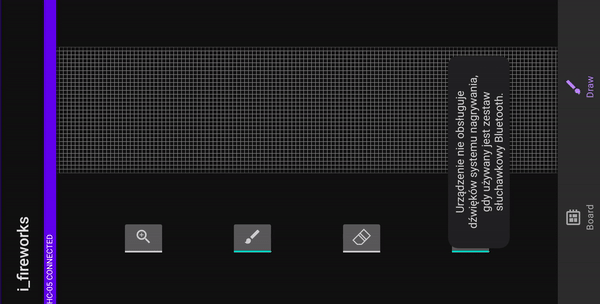 i_fireworks
HC-05 CONNECTED
Urządzenie nie obsługuje
dźwięków systemu nagrywania,
gdy używany jest zestaw
słuchawkowy Bluetooth.
Board
Draw